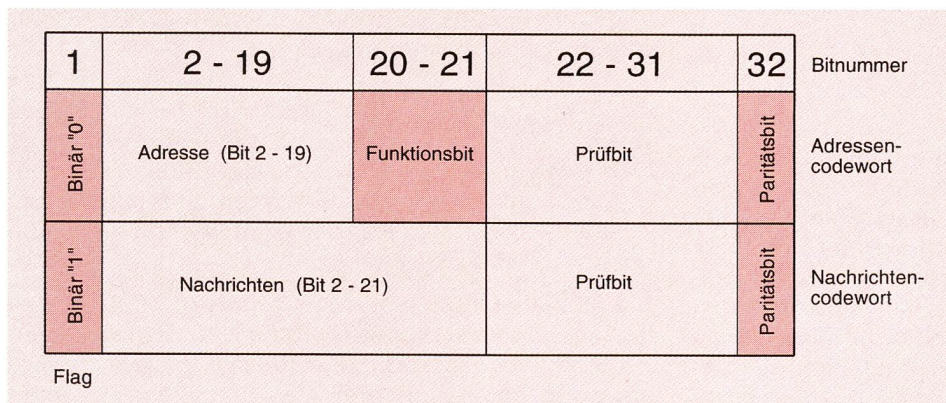 1 2 - 19 20 - 21 22 - 31 32 Bitnummer
Binär "0" Adresse (Bit 2 - 19) Funktionsbit Prüfbit Paritätsbit Adressen-
codewort
Binär "1" Nachrichten (Bit 2 - 21) Prüfbit Paritätsbit Nachrichten-
codewort
Flag